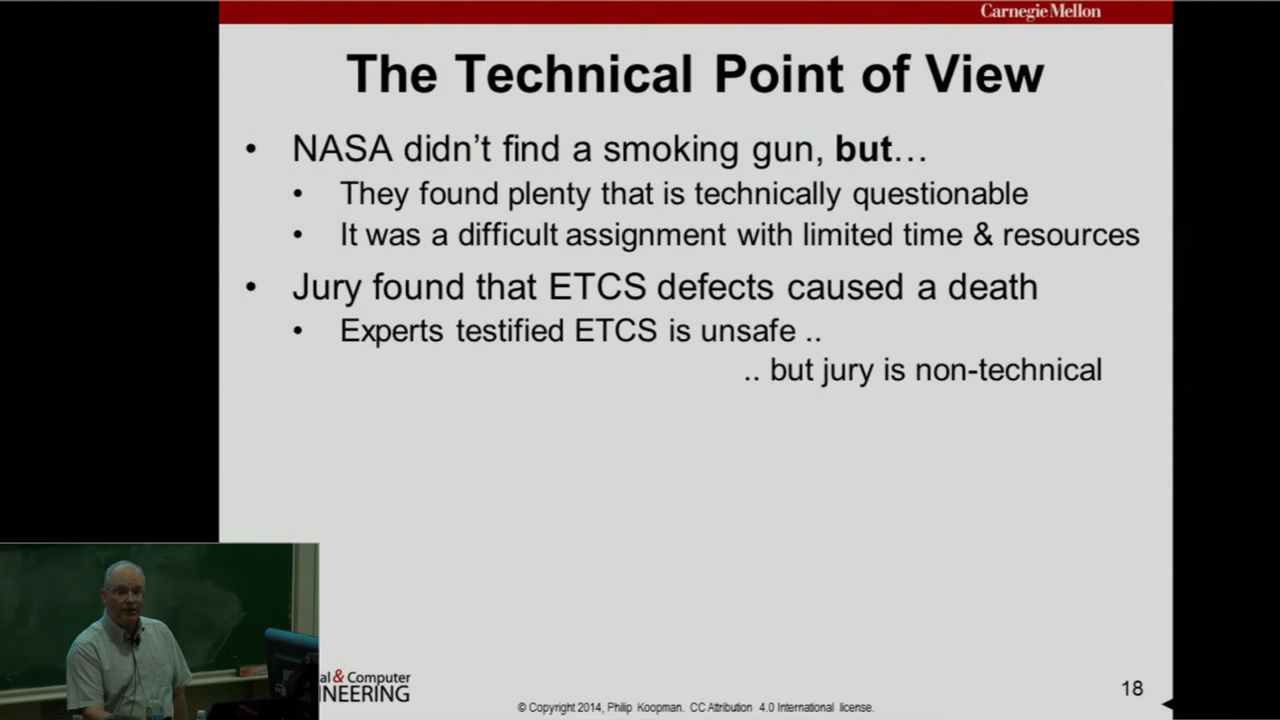 Carnegie Mellon
The Technical Point of View
• NASA didn't find a smoking gun, but…
• They found plenty that is technically questionable
• It was a difficult assignment with limited time & resources
• Jury found that ETCS defects caused a death
• Experts testified ETCS is unsafe ..
.. but jury is non-technical
al & Computer
INEERING
© Copyright 2014, Philip Koopman. CC Attribution 4.0 International license.
18